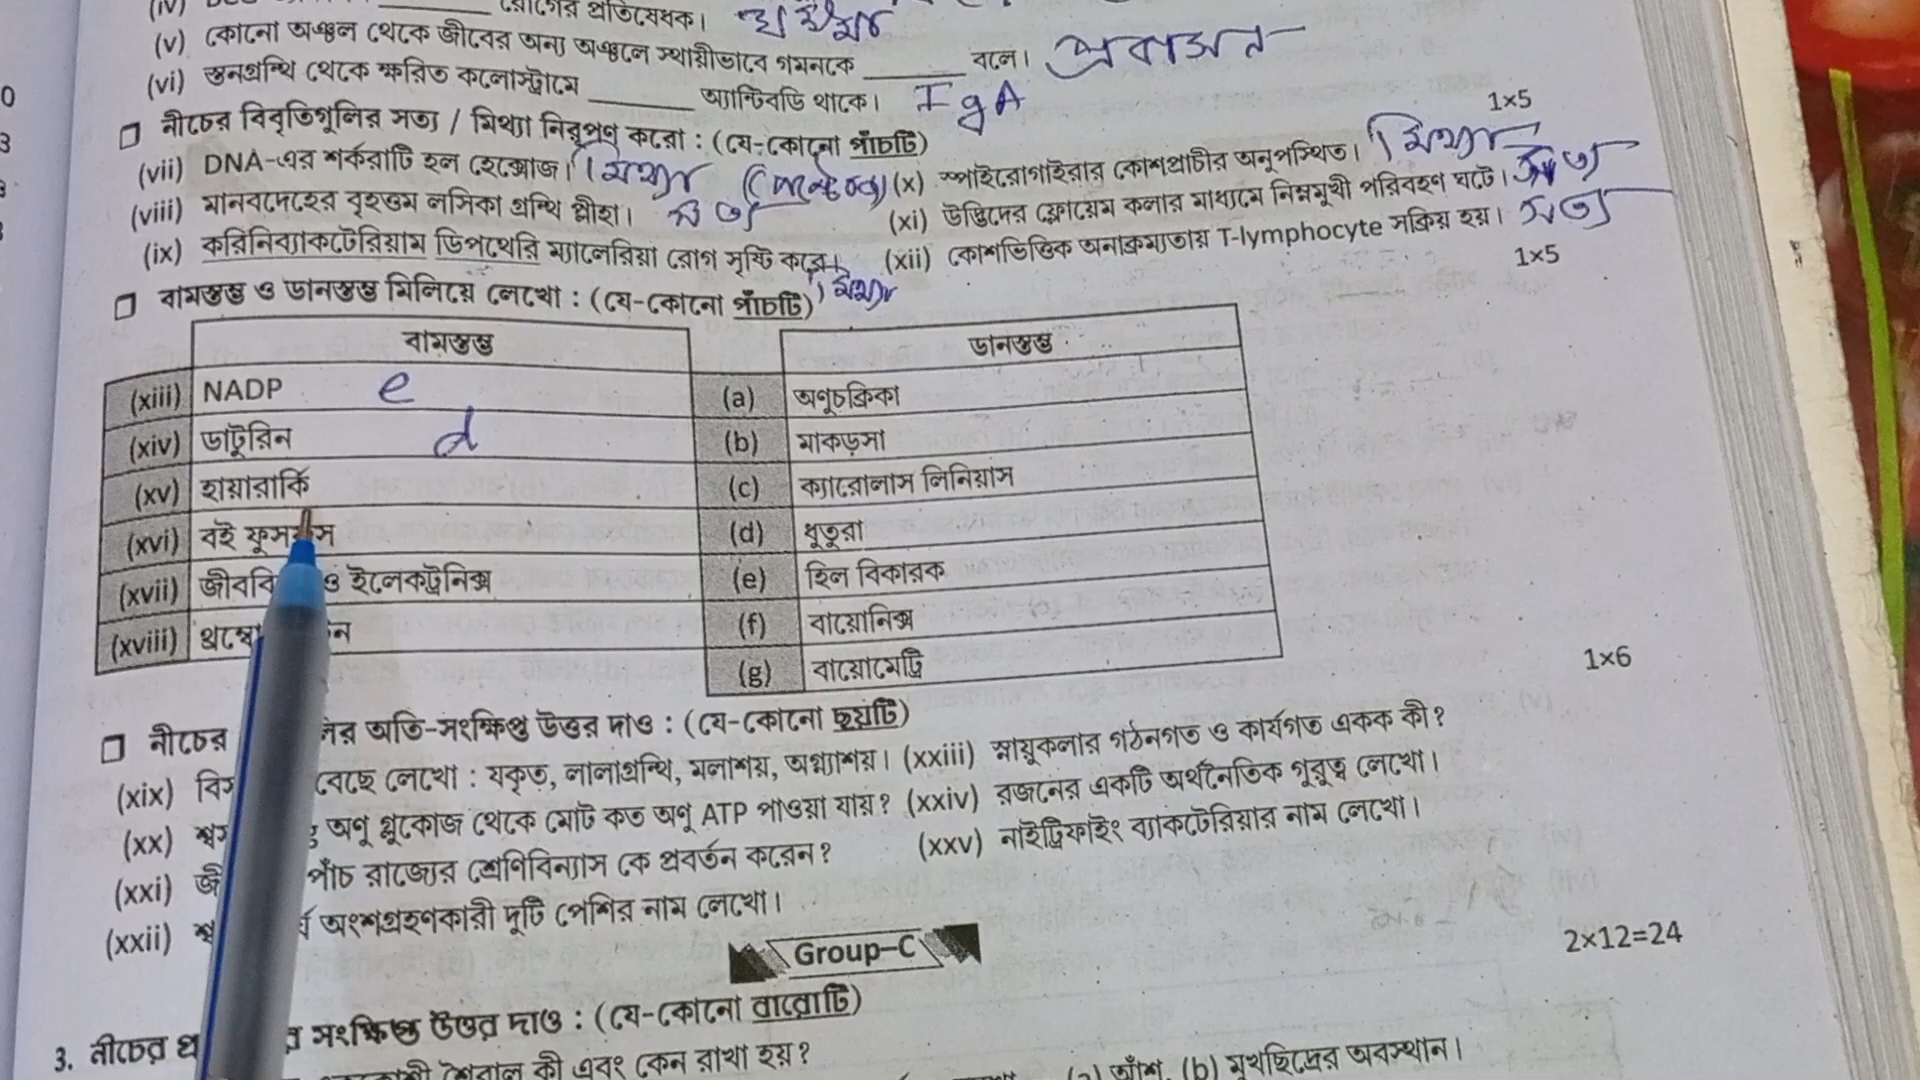 (iv) রোগের প্রতিষেধক। যক্ষ্মা
(v) কোনো অঞ্চল থেকে জীবের অন্য অঞ্চলে স্থায়ীভাবে গমনকে ______ বলে। প্রবাসন
(vi) স্তনগ্রন্থি থেকে ক্ষরিত কলোস্ট্রামে ______ অ্যান্টিবডি থাকে। IgA
□ নীচের বিবৃতিগুলির সত্য / মিথ্যা নিরূপণ করো : (যে-কোনো পাঁচটি) 1×5
(vii) DNA-এর শর্করাটি হল হেক্সোজ। মিথ্যা (পেন্টোজ) (x) স্পাইরোগাইরার কোশপ্রাচীর অনুপস্থিত। মিথ্যা
(viii) মানবদেহের বৃহত্তম লসিকা গ্রন্থি প্লীহা। সত্য (xi) উদ্ভিদের ফ্লোয়েম কলার মাধ্যমে নিম্নমুখী পরিবহণ ঘটে। সত্য
(ix) করিনিব্যাকটেরিয়াম ডিপথেরি ম্যালেরিয়া রোগ সৃষ্টি করে। মিথ্যা (xii) কোশভিত্তিক অনাক্রম্যতায় T-lymphocyte সক্রিয় হয়। সত্য
□ বামস্তম্ভ ও ডানস্তম্ভ মিলিয়ে লেখো : (যে-কোনো পাঁচটি) 1×5
বামস্তম্ভ ডানস্তম্ভ
(xiii) NADP e (a) অণুচক্রিকা
(xiv) ডাটুরিন d (b) মাকড়সা
(xv) হায়ারার্কি (c) ক্যারোলাস লিনিয়াস
(xvi) বই ফুসফুস (d) ধুতুরা
(xvii) জীববি ও ইলেকট্রনিক্স (e) হিল বিকারক
(xviii) থ্রম্বো ন (f) বায়োনিক্স
(g) বায়োমেট্রি
□ নীচের অতি-সংক্ষিপ্ত উত্তর দাও : (যে-কোনো ছয়টি) 1×6
(xix) বেছে লেখো : যকৃত, লালাগ্রন্থি, মলাশয়, অগ্ন্যাশয়। (xxiii) স্নায়ুকলার গঠনগত ও কার্যগত একক কী?
(xx) অণু গ্লুকোজ থেকে মোট কত অণু ATP পাওয়া যায়? (xxiv) রজনের একটি অর্থনৈতিক গুরুত্ব লেখো।
(xxi) পাঁচ রাজ্যের শ্রেণিবিন্যাস কে প্রবর্তন করেন? (xxv) নাইট্রিফাইং ব্যাকটেরিয়ার নাম লেখো।
(xxii) অংশগ্রহণকারী দুটি পেশির নাম লেখো।
Group–C 2×12=24
3. নীচের সংক্ষিপ্ত উত্তর দাও : (যে-কোনো বারোটি)
শৈবাল কী এবং কেন রাখা হয়?
(a) আঁশ, (b) মুখছিদ্রের অবস্থান।